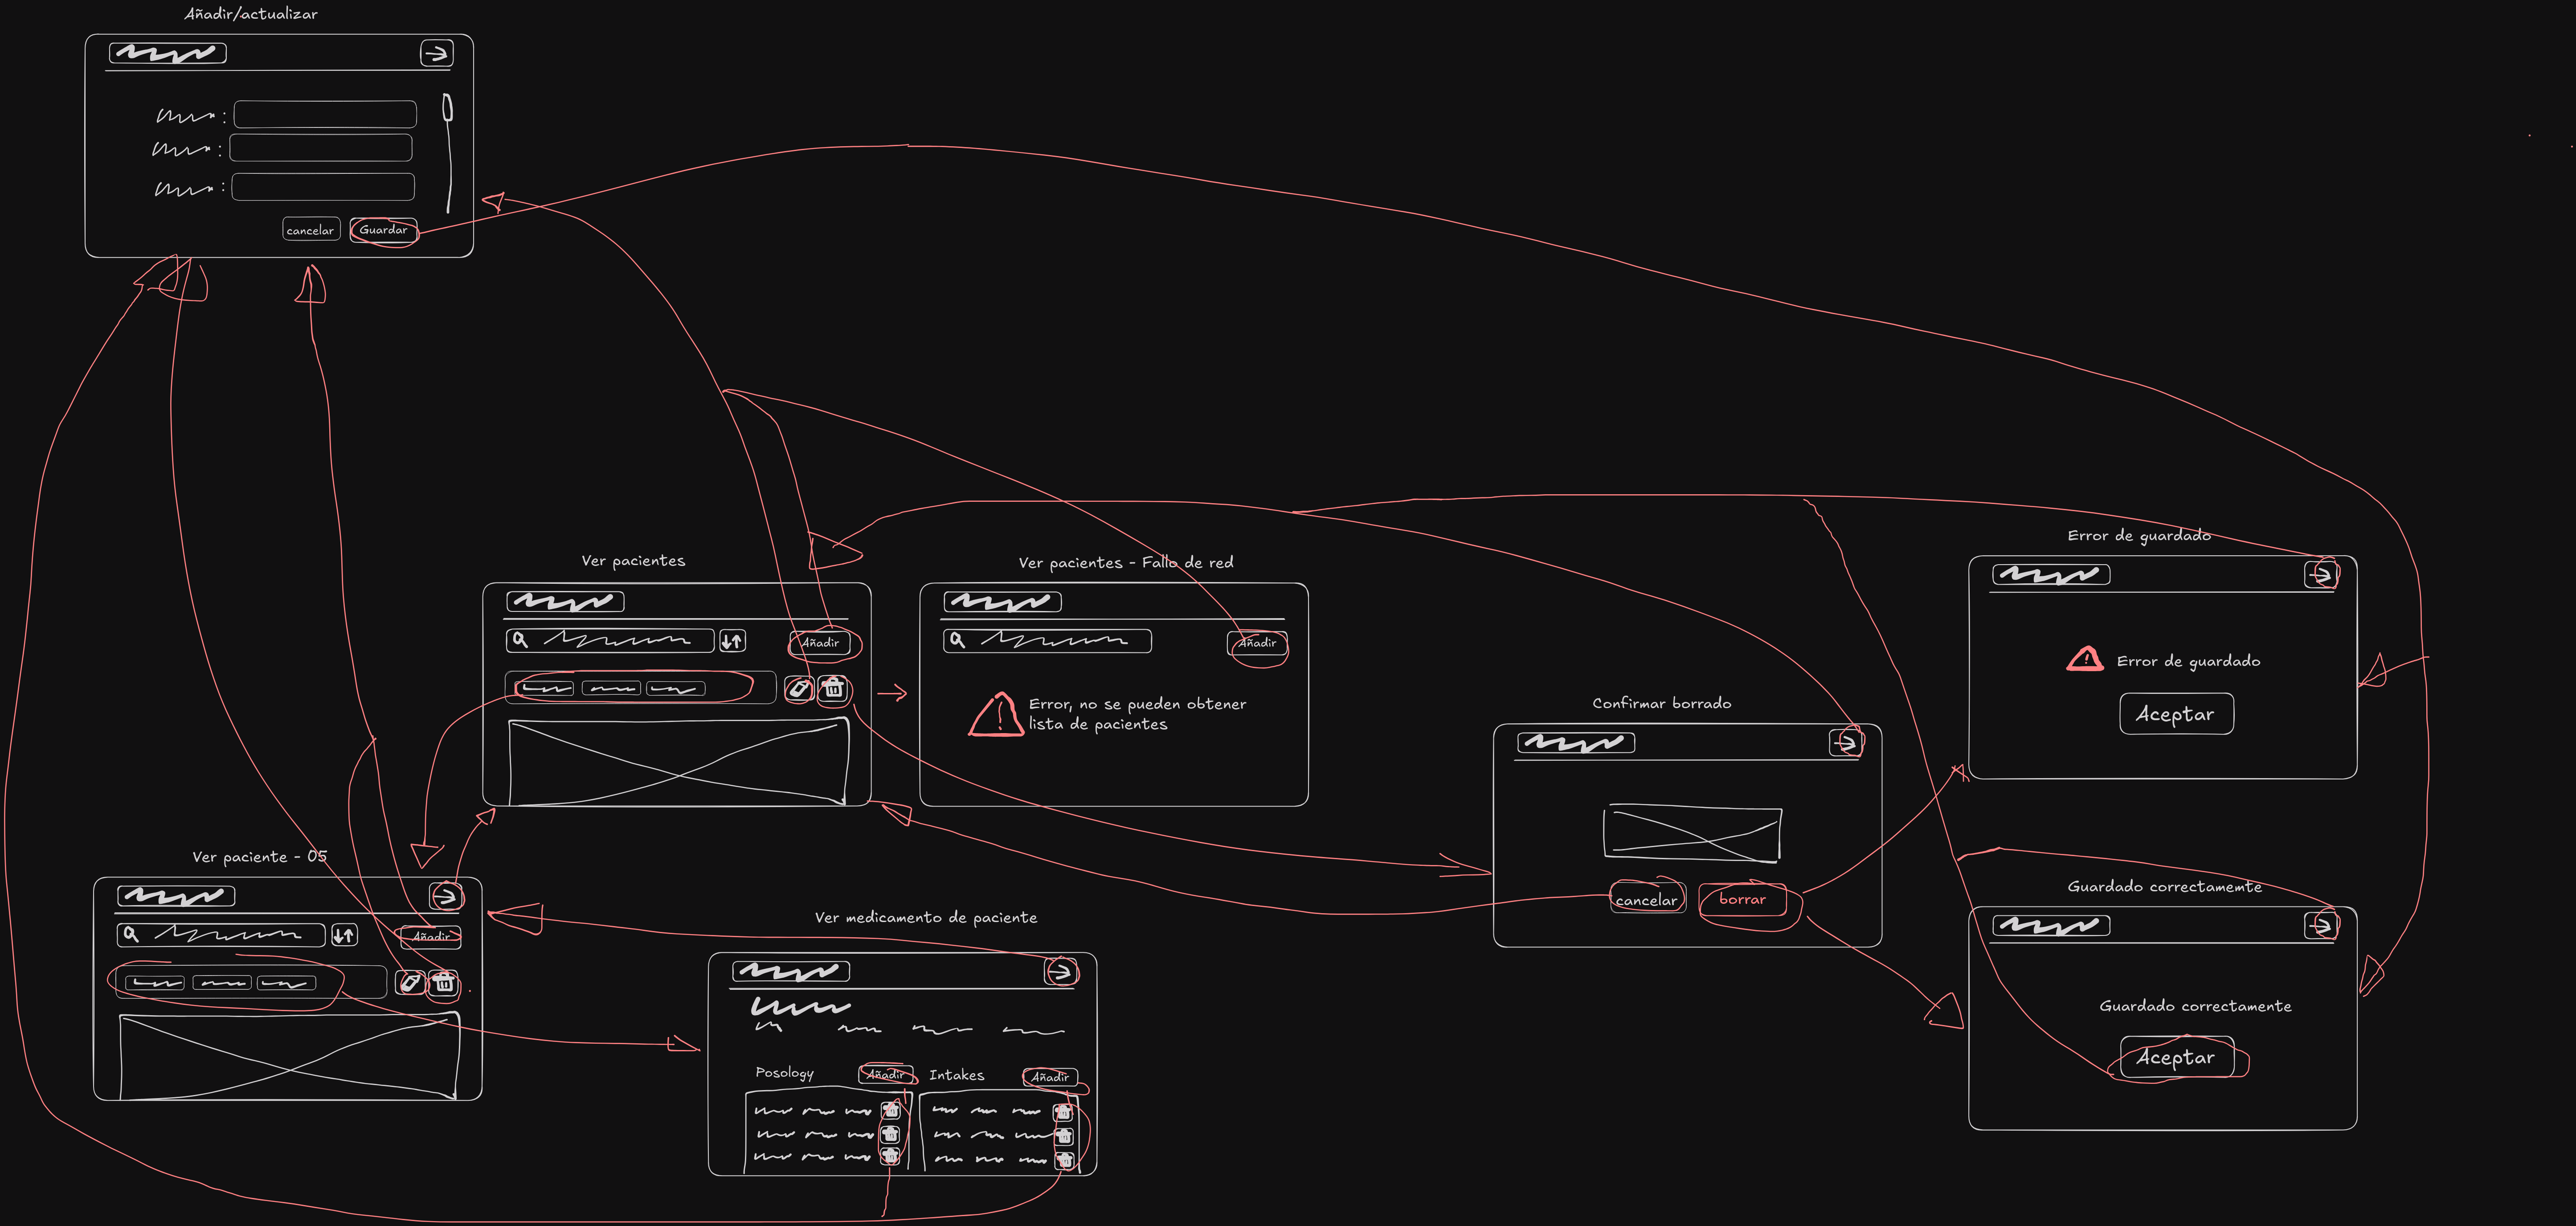 Añadir/actualizar
cancelar
Guardar
Ver pacientes
Añadir
Ver pacientes - Fallo de red
Añadir
Error, no se pueden obtener
lista de pacientes
Confirmar borrado
cancelar
borrar
Error de guardado
Error de guardado
Aceptar
Guardado correctamemte
Guardado correctamente
Aceptar
Ver paciente - 05
Añadir
Ver medicamento de paciente
Posology
Añadir
Intakes
Añadir